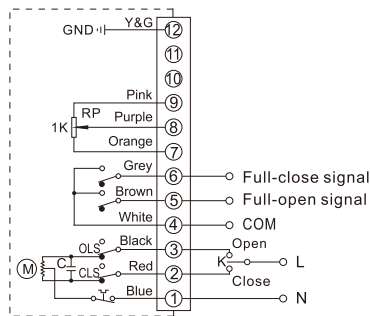 GND Y&G 12
11
10
Pink 9
RP
1K Purple 8
Orange 7
Grey 6 Full-close signal
Brown 5 Full-open signal
White 4 COM
OLS Black 3 Open
M C K L
CLS Red 2 Close
Blue 1 N